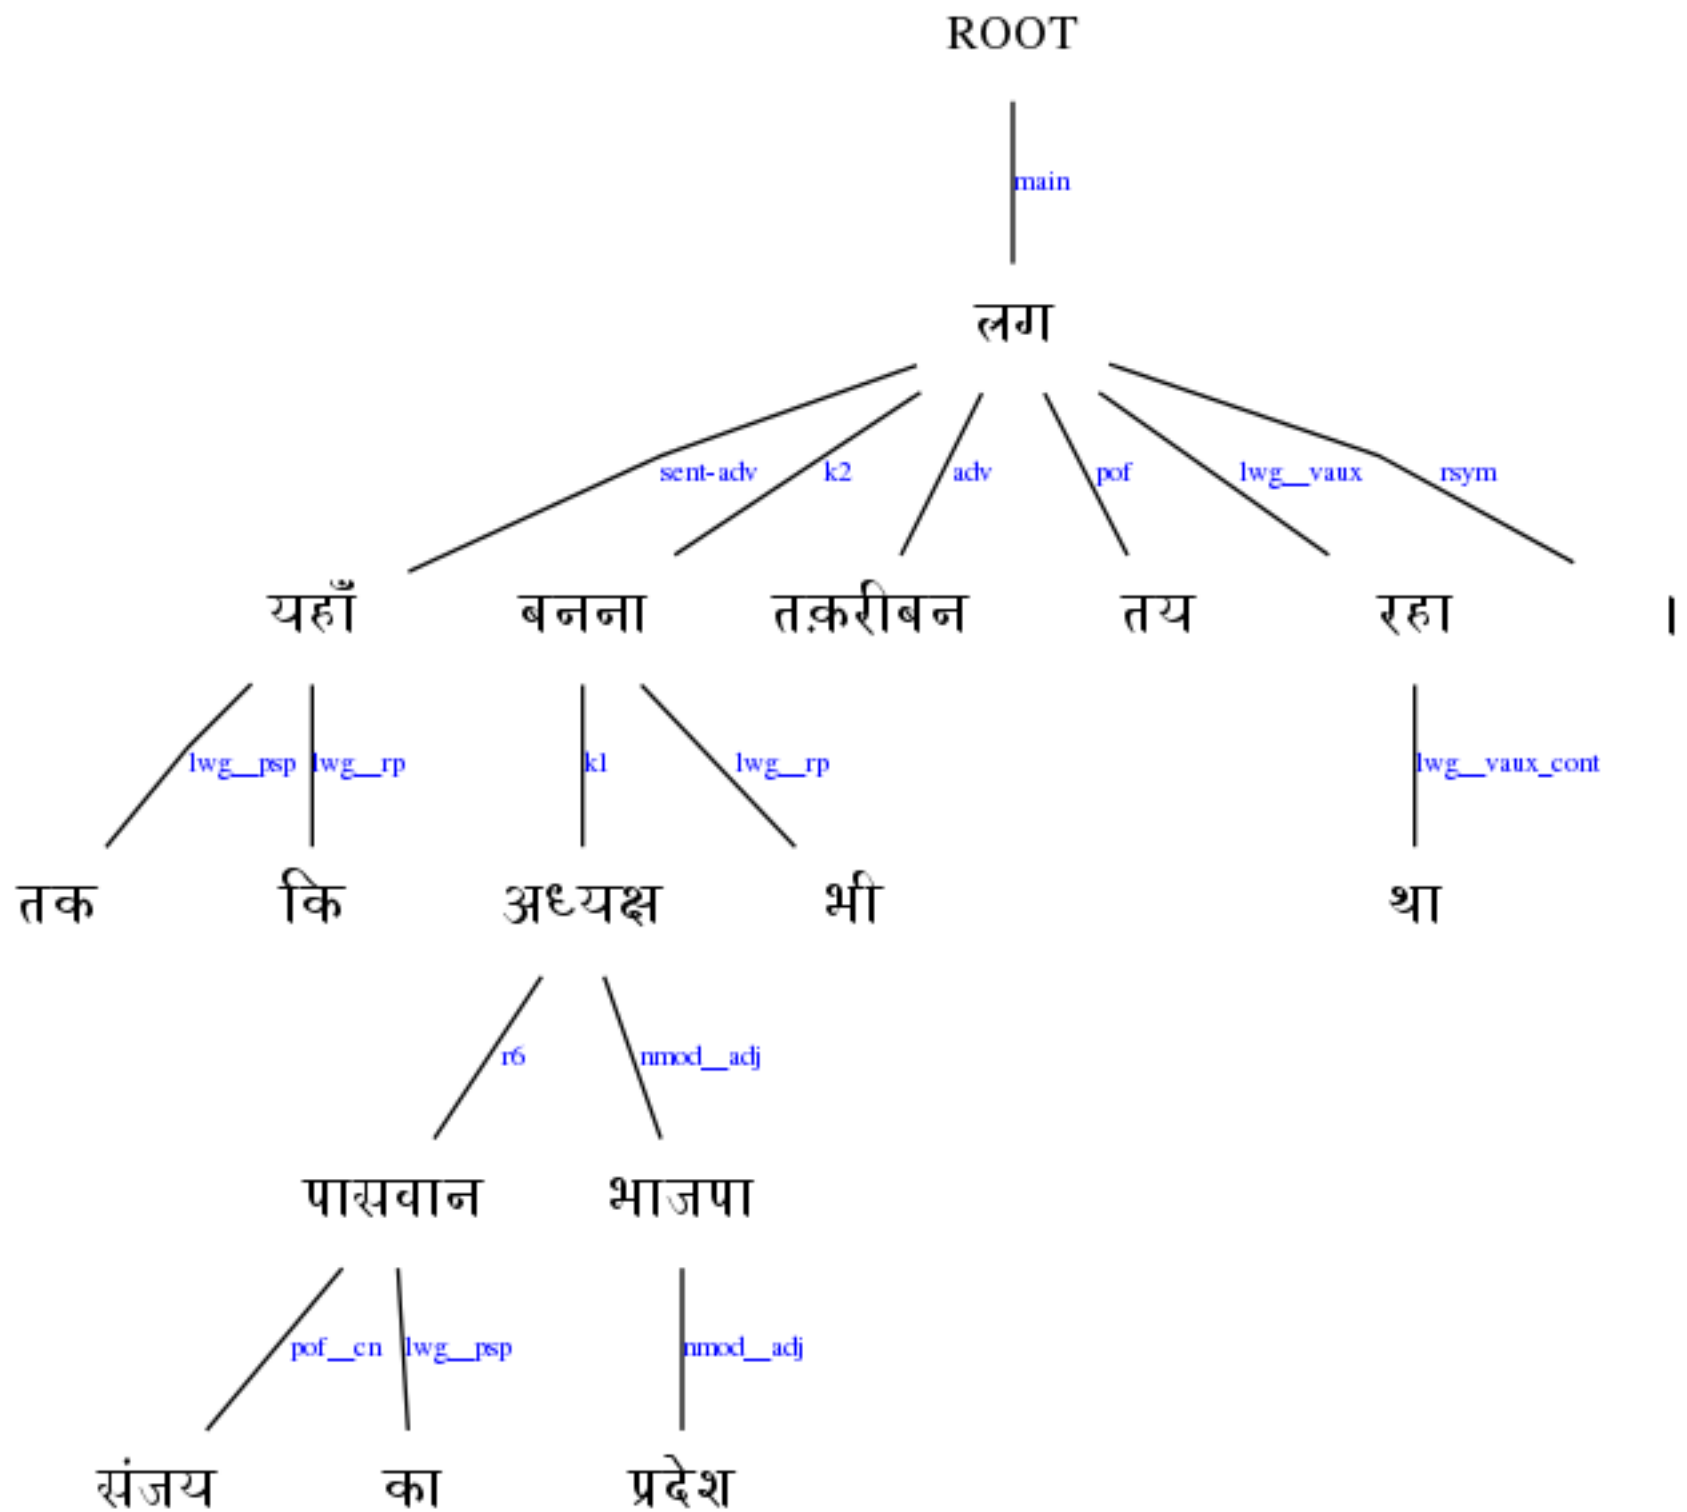 ROOT
main
लग
sent-adv k2 adv pof lwg__vaux rsym
यहाँ बनना तक़रीबन तय रहा ।
lwg__psp lwg__rp k1 lwg__rp lwg__vaux_cont
तक कि अध्यक्ष भी था
r6 nmod__adj
पासवान भाजपा
pof__cn lwg__psp nmod__adj
संजय का प्रदेश